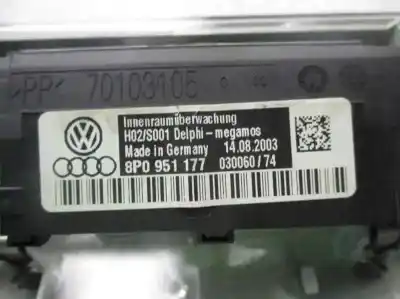 >PP< 70103105
Innenraumüberwachung
H02/S001 Delphi-megamos
Made in Germany 14.08.2003
8P0 951 177 030060/74